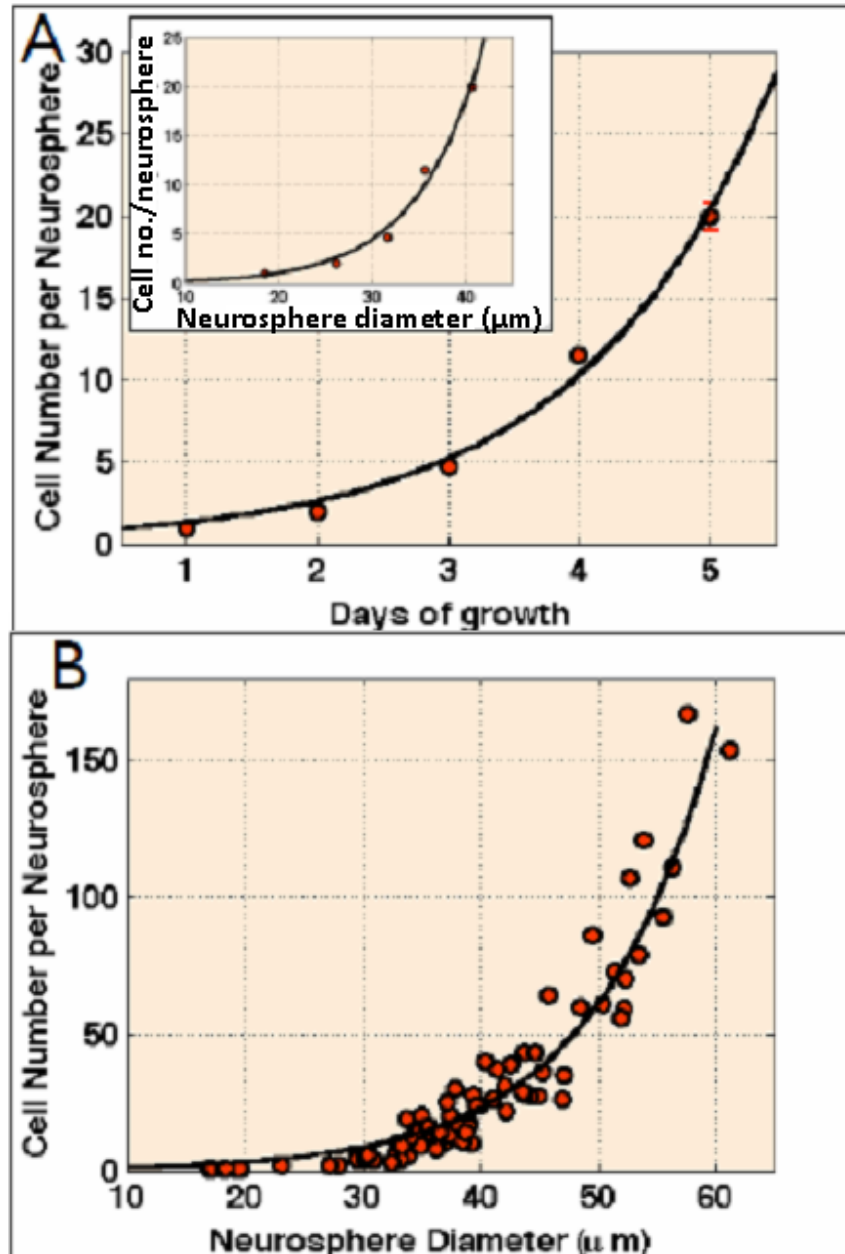 A
30
25
20
15
10
5
0
Cell Number per Neurosphere
1 2 3 4 5
Days of growth
25
20
15
10
5
0
Cell no./neurosphere
10 20 30 40
Neurosphere diameter (μm)
B
150
100
50
0
Cell Number per Neurosphere
10 20 30 40 50 60
Neurosphere Diameter (μ m)